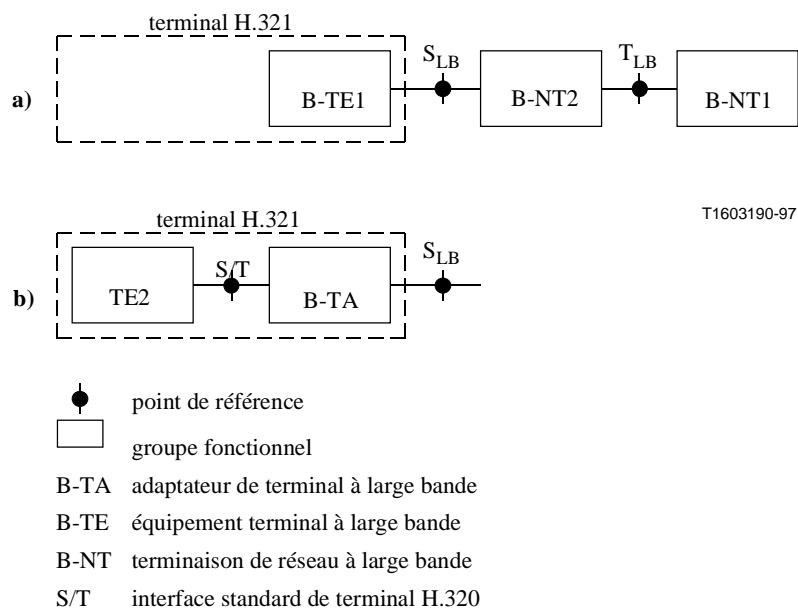 terminal H.321
a)
B-TE1
S_LB
B-NT2
T_LB
B-NT1
T1603190-97
terminal H.321
b)
TE2
S/T
B-TA
S_LB
point de référence
groupe fonctionnel
B-TA adaptateur de terminal à large bande
B-TE équipement terminal à large bande
B-NT terminaison de réseau à large bande
S/T interface standard de terminal H.320